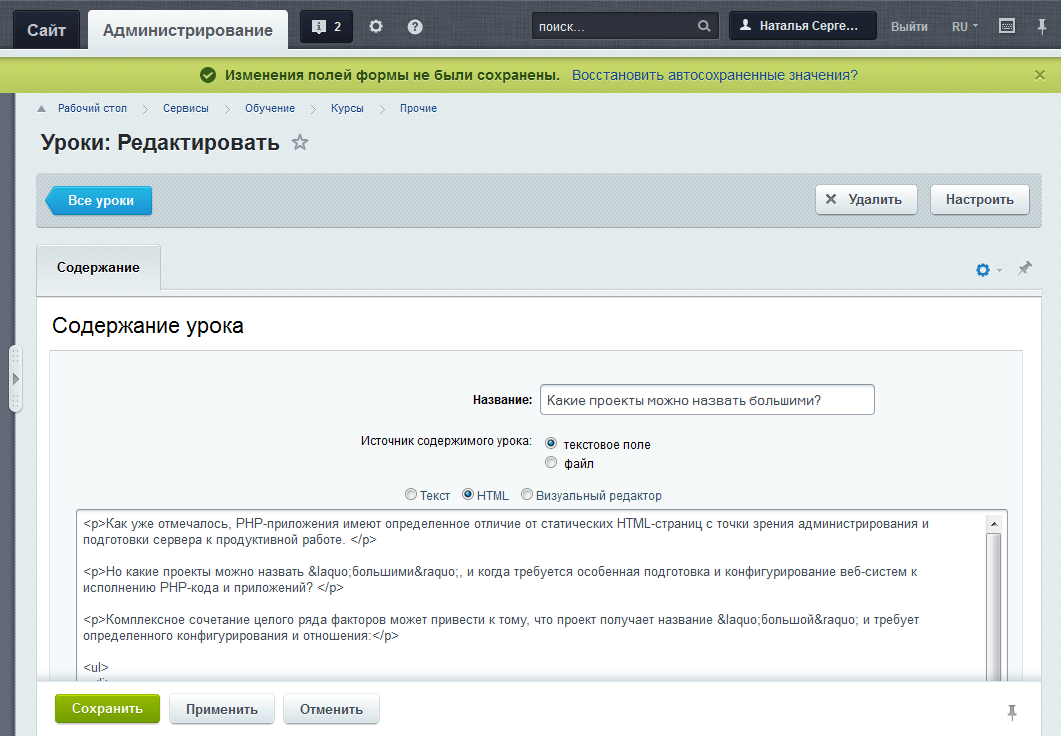 Сайт Администрирование 2 поиск... Наталья Серге... Выйти RU
Изменения полей формы не были сохранены. Восстановить автосохраненные значения?
Рабочий стол Сервисы Обучение Курсы Прочие
Уроки: Редактировать
Все уроки Удалить Настроить
Содержание
Содержание урока
Название: Какие проекты можно назвать большими?
Источник содержимого урока: текстовое поле
файл
Текст HTML Визуальный редактор
<p>Как уже отмечалось, PHP-приложения имеют определенное отличие от статических HTML-страниц с точки зрения администрирования и
подготовки сервера к продуктивной работе. </p>
<p>Но какие проекты можно назвать &laquo;большими&raquo;, и когда требуется особенная подготовка и конфигурирование веб-систем к
исполнению PHP-кода и приложений? </p>
<p>Комплексное сочетание целого ряда факторов может привести к тому, что проект получает название &laquo;большой&raquo; и требует
определенного конфигурирования и отношения:</p>
<ul>
Сохранить Применить Отменить